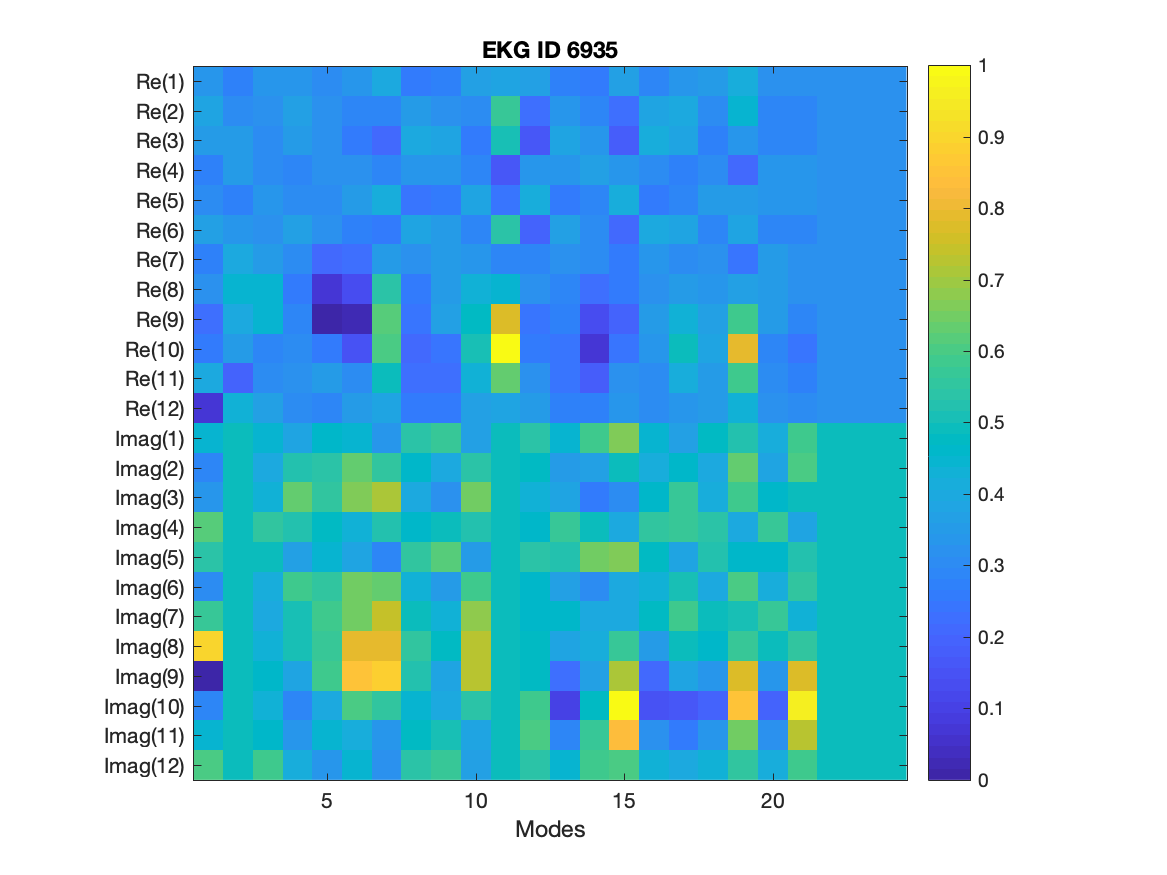 EKG ID 6935
Re(1)
Re(2)
Re(3)
Re(4)
Re(5)
Re(6)
Re(7)
Re(8)
Re(9)
Re(10)
Re(11)
Re(12)
Imag(1)
Imag(2)
Imag(3)
Imag(4)
Imag(5)
Imag(6)
Imag(7)
Imag(8)
Imag(9)
Imag(10)
Imag(11)
Imag(12)
5 10 15 20
Modes
1
0.9
0.8
0.7
0.6
0.5
0.4
0.3
0.2
0.1
0